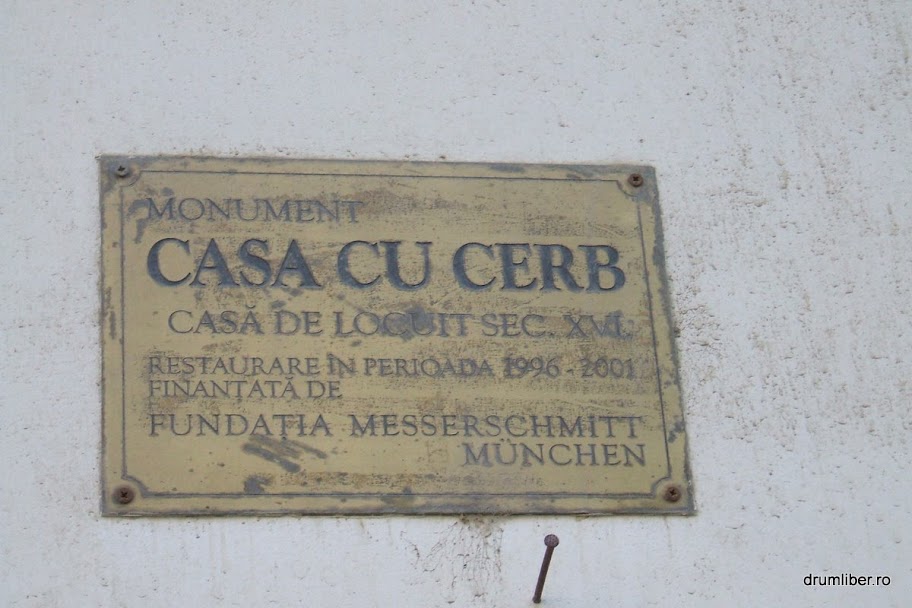 MONUMENT
CASA CU CERB
CASĂ DE LOCUIT SEC. XVI.
RESTAURARE ÎN PERIOADA 1996 - 2001
FINANȚATĂ DE
FUNDAȚIA MESSERSCHMITT
MÜNCHEN
drumliber.ro